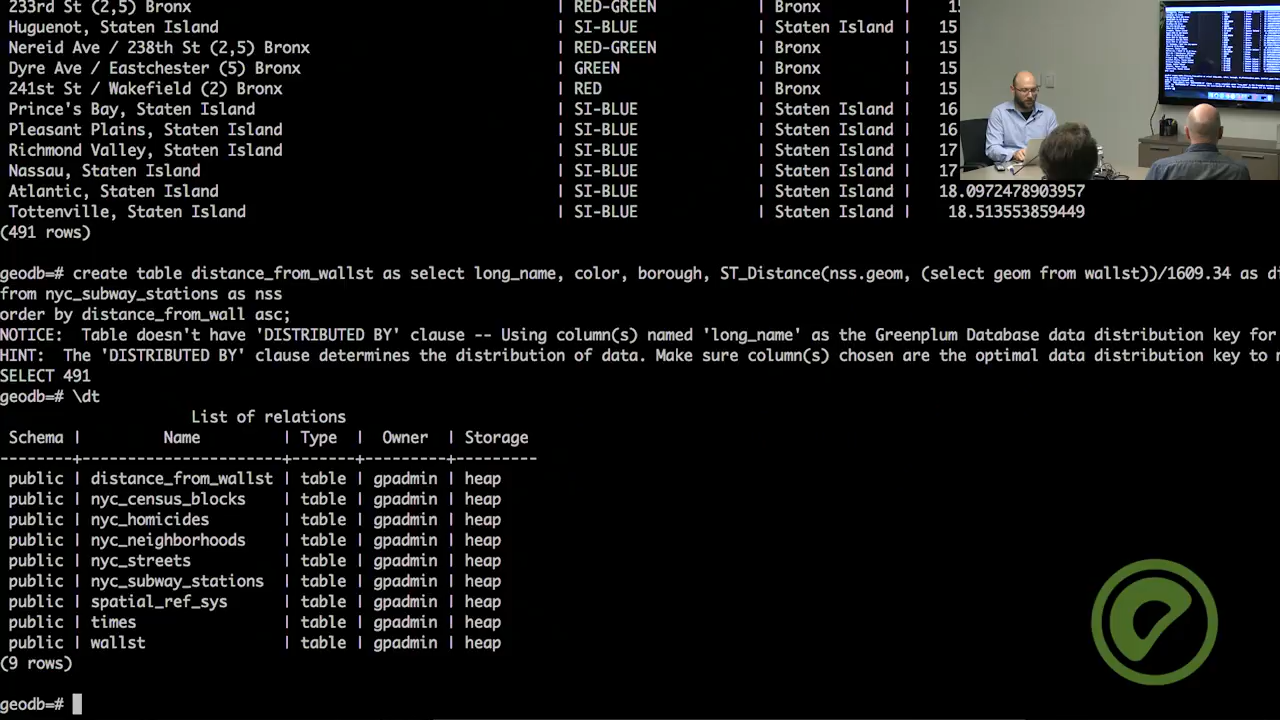 233rd St (2,5) Bronx | RED-GREEN | Bronx | 15
Huguenot, Staten Island | SI-BLUE | Staten Island | 15
Nereid Ave / 238th St (2,5) Bronx | RED-GREEN | Bronx | 15
Dyre Ave / Eastchester (5) Bronx | GREEN | Bronx | 15
241st St / Wakefield (2) Bronx | RED | Bronx | 15
Prince's Bay, Staten Island | SI-BLUE | Staten Island | 16
Pleasant Plains, Staten Island | SI-BLUE | Staten Island | 16
Richmond Valley, Staten Island | SI-BLUE | Staten Island | 17
Nassau, Staten Island | SI-BLUE | Staten Island | 17
Atlantic, Staten Island | SI-BLUE | Staten Island | 18.0972478903957
Tottenville, Staten Island | SI-BLUE | Staten Island | 18.513553859449
(491 rows)
geodb=# create table distance_from_wallst as select long_name, color, borough, ST_Distance(nss.geom, (select geom from wallst))/1609.34 as di
from nyc_subway_stations as nss
order by distance_from_wall asc;
NOTICE: Table doesn't have 'DISTRIBUTED BY' clause -- Using column(s) named 'long_name' as the Greenplum Database data distribution key for
HINT: The 'DISTRIBUTED BY' clause determines the distribution of data. Make sure column(s) chosen are the optimal data distribution key to
SELECT 491
geodb=# \dt
List of relations
Schema | Name | Type | Owner | Storage
--------+----------------------+-------+---------+---------
public | distance_from_wallst | table | gpadmin | heap
public | nyc_census_blocks | table | gpadmin | heap
public | nyc_homicides | table | gpadmin | heap
public | nyc_neighborhoods | table | gpadmin | heap
public | nyc_streets | table | gpadmin | heap
public | nyc_subway_stations | table | gpadmin | heap
public | spatial_ref_sys | table | gpadmin | heap
public | times | table | gpadmin | heap
public | wallst | table | gpadmin | heap
(9 rows)
geodb=#